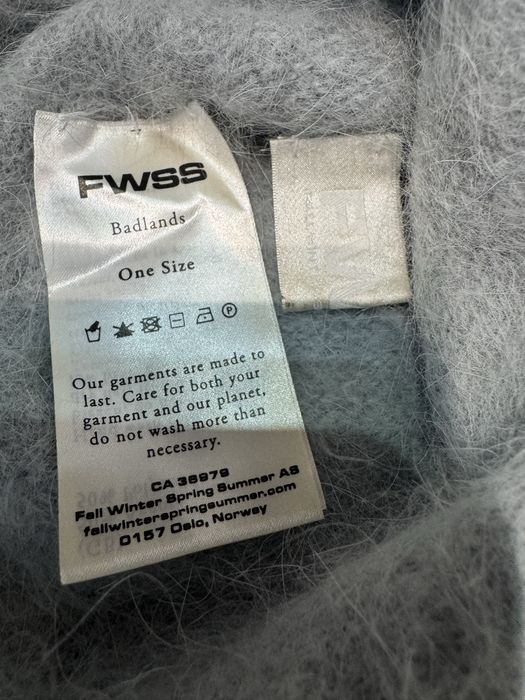 FWSS
Badlands
One Size
P
Our garments are made to
last. Care for both your
garment and our planet,
do not wash more than
necessary.
CA 36979
Fall Winter Spring Summer AS
fallwinterspringsummer.com
0157 Oslo, Norway